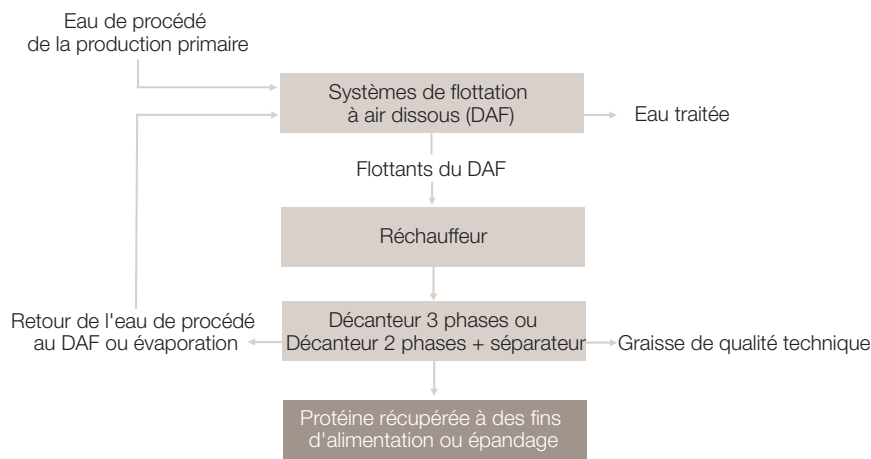 Eau de procédé
de la production primaire
Systèmes de flottation
à air dissous (DAF)
Eau traitée
Flottants du DAF
Réchauffeur
Retour de l'eau de procédé
au DAF ou évaporation
Décanteur 3 phases ou
Décanteur 2 phases + séparateur
Graisse de qualité technique
Protéine récupérée à des fins
d'alimentation ou épandage